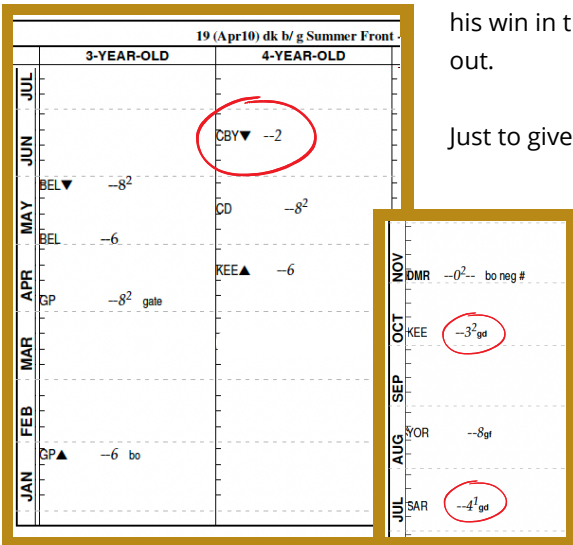 his win in t
out.
Just to give
19 (Apr10) dk b/ g Summer Front -
3-YEAR-OLD 4-YEAR-OLD
JUL
JUN
MAY
APR
MAR
FEB
JAN
BEL▼ --8²
BEL --6
GP --8² gate
GP▲ --6 bo
CBY▼ --2
CD --8²
KEE▲ --6
NOV
OCT
SEP
AUG
JUL
DMR --0²-- bo neg #
KEE --3²gd
YOR --8gf
SAR --4¹gd